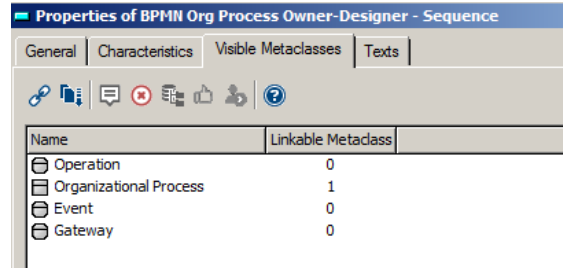 Properties of BPMN Org Process Owner-Designer - Sequence
General Characteristics Visible Metaclasses Texts
Name Linkable Metaclass
Operation 0
Organizational Process 1
Event 0
Gateway 0